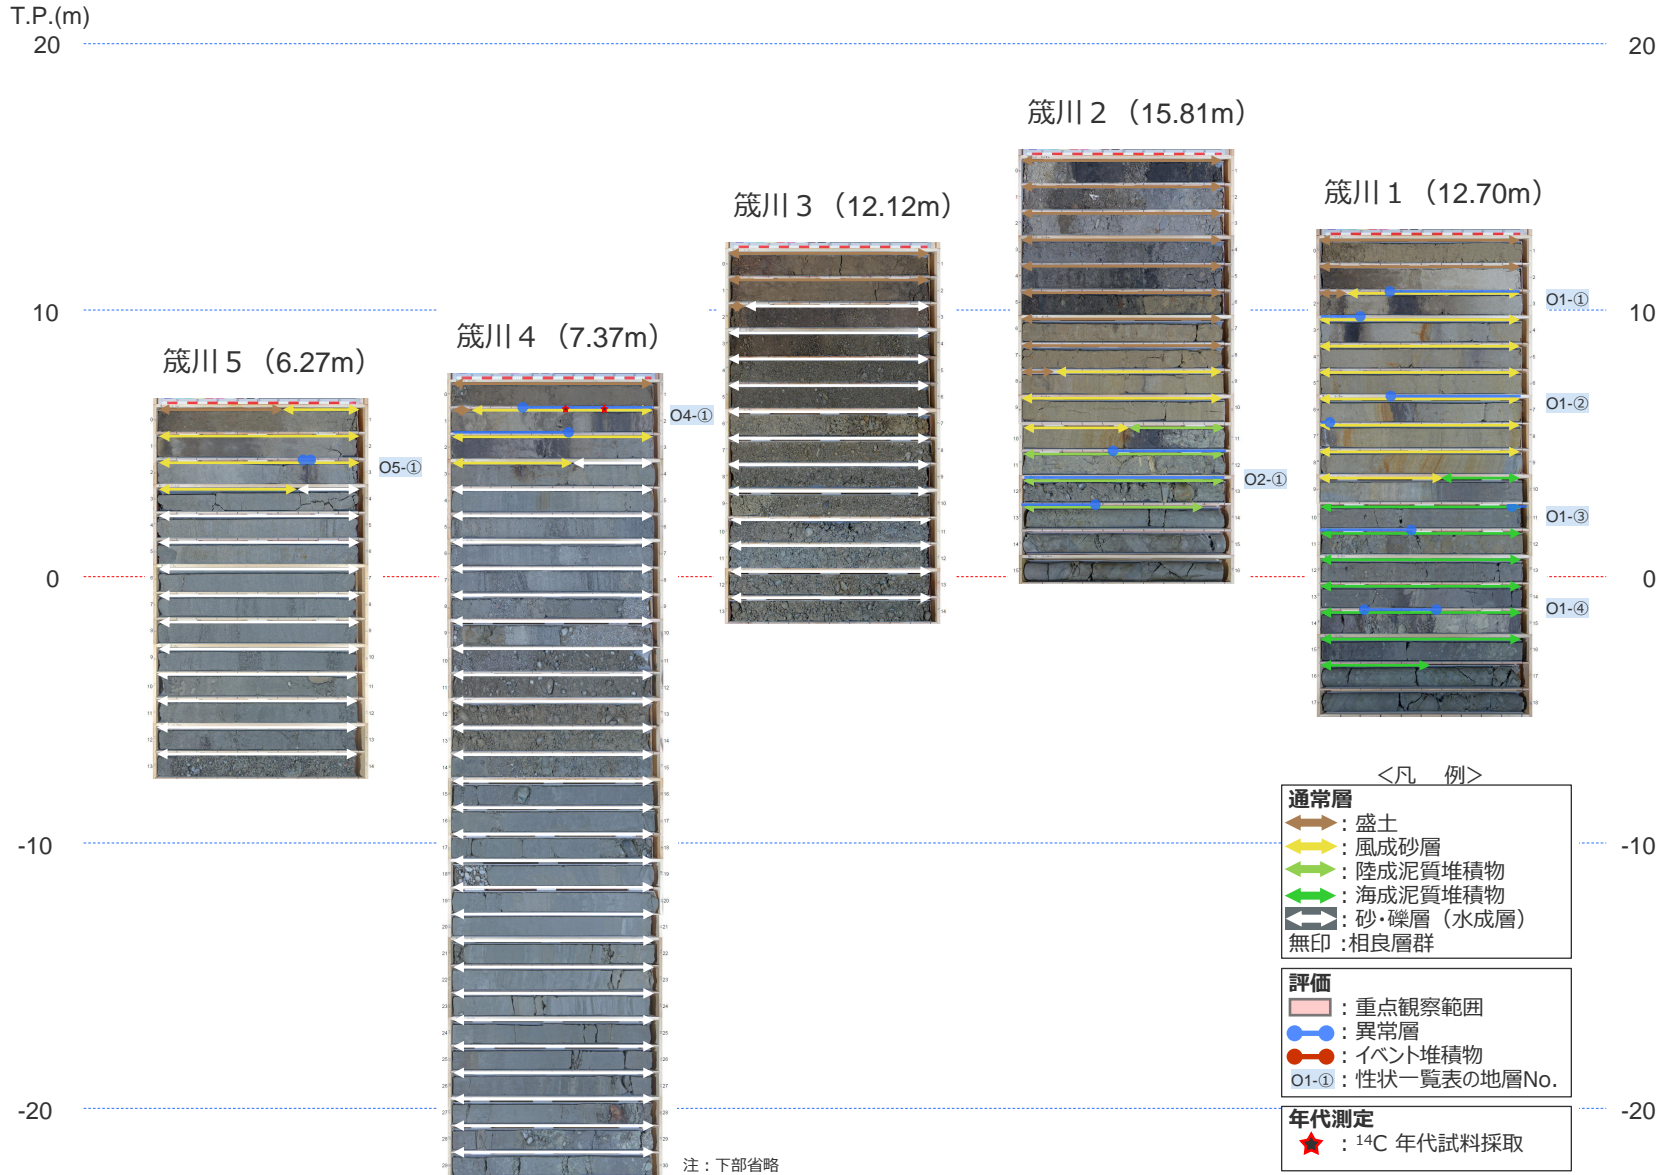 T.P.(m)
20
20
筬川２（15.81m）
筬川１（12.70m）
筬川３（12.12m）
10
10
O1-①
筬川４（7.37m）
筬川５（6.27m）
O1-②
O4-①
O5-①
O2-①
O1-③
0
0
O1-④
＜凡　例＞
通常層
：盛土
：風成砂層
：陸成泥質堆積物
：海成泥質堆積物
：砂・礫層（水成層）
無印：相良層群
-10
-10
評価
：重点観察範囲
：異常層
：イベント堆積物
O1-①：性状一覧表の地層No.
-20
-20
年代測定
：¹⁴C 年代試料採取
注：下部省略